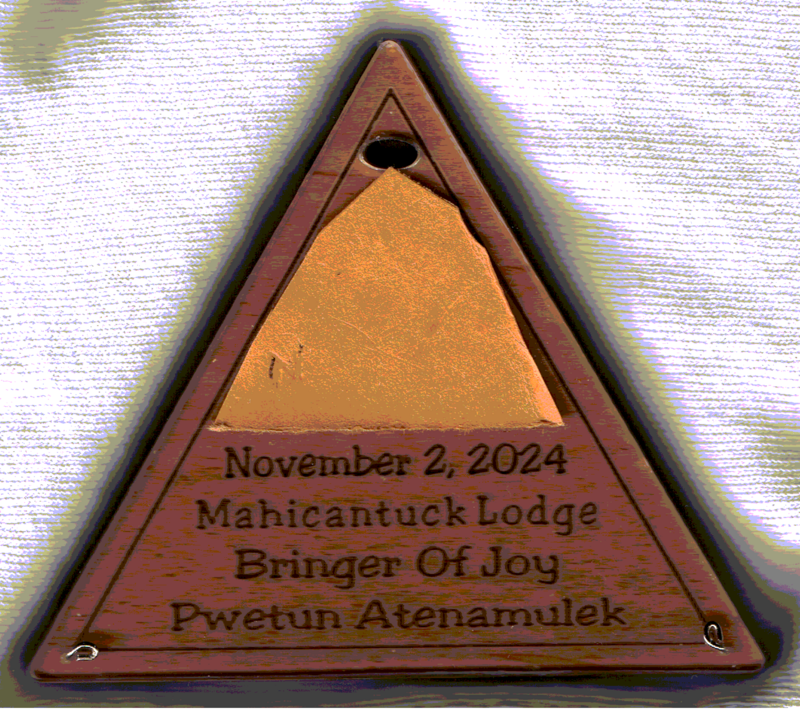 November 2, 2024
Mahicantuck Lodge
Bringer Of Joy
Pwetun Atenamulek